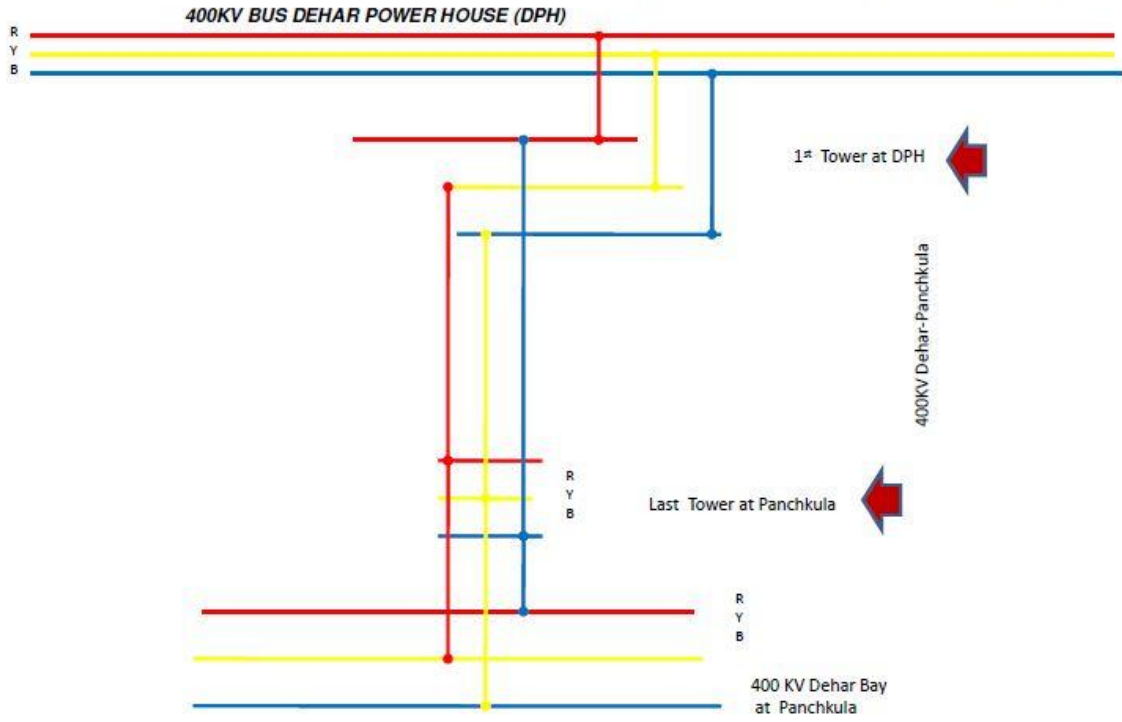 400KV BUS DEHAR POWER HOUSE (DPH)
R
Y
B
1st Tower at DPH
400KV Dehar-Panchkula
R
Y
B
Last Tower at Panchkula
R
Y
B
400 KV Dehar Bay
at Panchkula